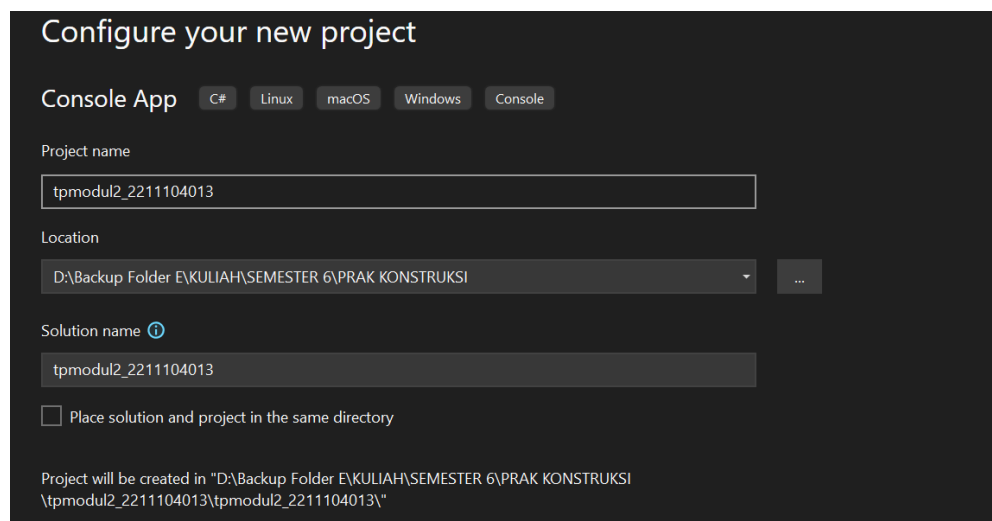 Configure your new project
Console App C# Linux macOS Windows Console
Project name
tpmodul2_2211104013
Location
D:\Backup Folder E\KULIAH\SEMESTER 6\PRAK KONSTRUKSI
...
Solution name
tpmodul2_2211104013
Place solution and project in the same directory
Project will be created in "D:\Backup Folder E\KULIAH\SEMESTER 6\PRAK KONSTRUKSI
\tpmodul2_2211104013\tpmodul2_2211104013\"